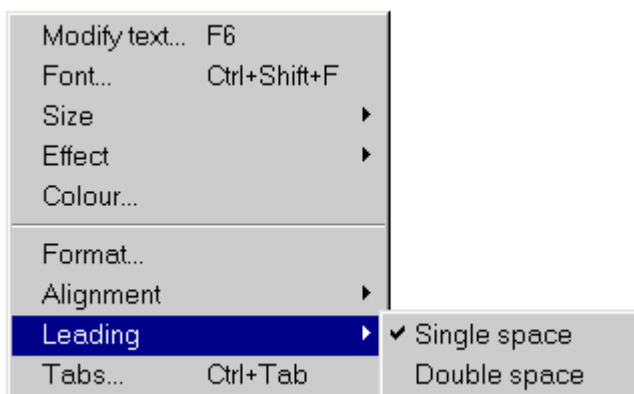 Modify text... F6
Font... Ctrl+Shift+F
Size
Effect
Colour...
Format...
Alignment
Leading
Single space
Tabs... Ctrl+Tab
Double space